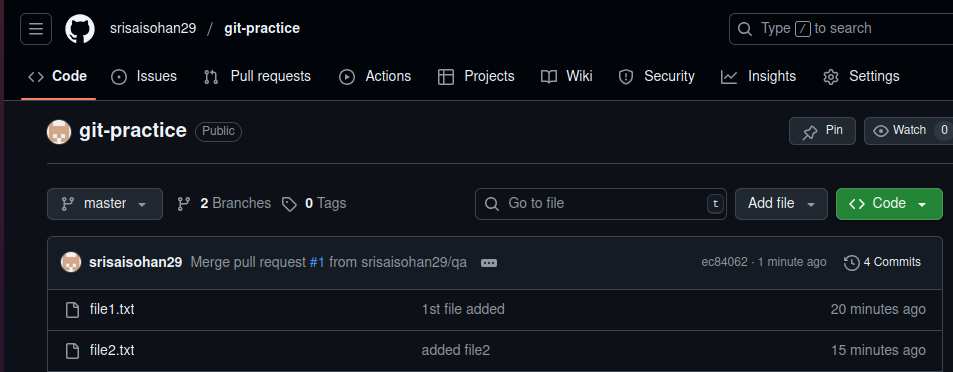 srisaisohan29 / git-practice Type / to search
Code Issues Pull requests Actions Projects Wiki Security Insights Settings
git-practice Public Pin Watch 0
master 2 Branches 0 Tags Go to file t Add file Code
srisaisohan29 Merge pull request #1 from srisaisohan29/qa ec84062 · 1 minute ago 4 Commits
file1.txt 1st file added 20 minutes ago
file2.txt added file2 15 minutes ago